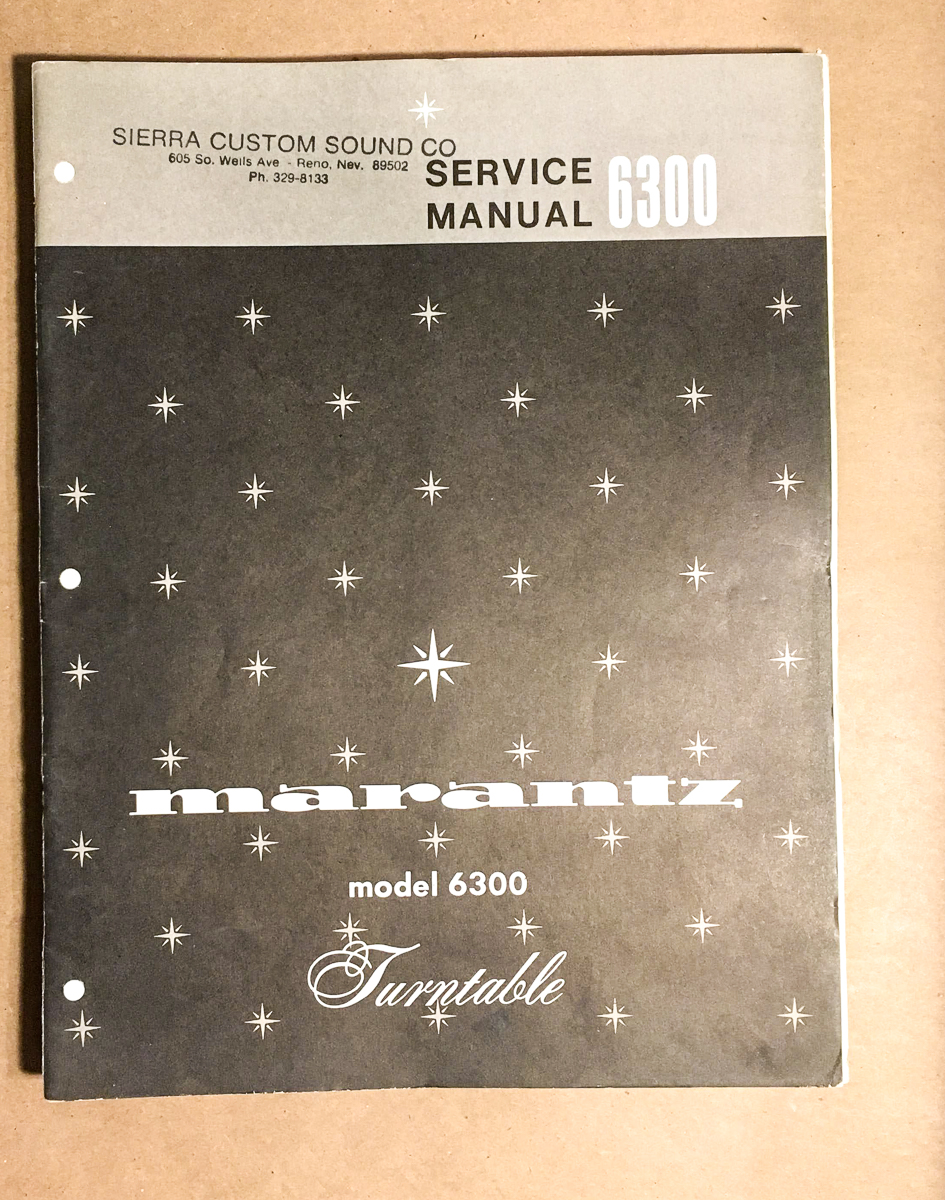 SIERRA CUSTOM SOUND CO
605 So. Wells Ave - Reno, Nev. 89502
Ph. 329-8133
SERVICE
MANUAL
6300
marantz
model 6300
Turntable